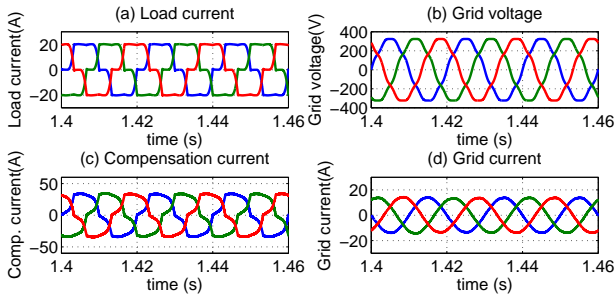 (a) Load current
Load current(A)
20
0
−20
1.4
1.42
1.44
1.46
time (s)
(b) Grid voltage
Grid voltage(V)
400
200
0
−200
−400
1.4
1.42
1.44
1.46
time (s)
(c) Compensation current
Comp. current(A)
50
0
−50
1.4
1.42
1.44
1.46
time (s)
(d) Grid current
Grid current(A)
20
0
−20
1.4
1.42
1.44
1.46
time (s)